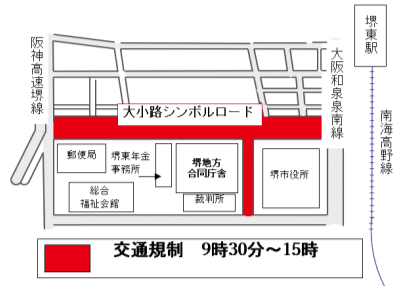 堺東駅
阪神高速堺線
大阪和泉泉南線
南海高野線
大小路シンボルロード
郵便局
堺東年金
事務所
堺地方
合同庁舎
堺市役所
総合
福祉会館
裁判所
交通規制 9時30分～15時